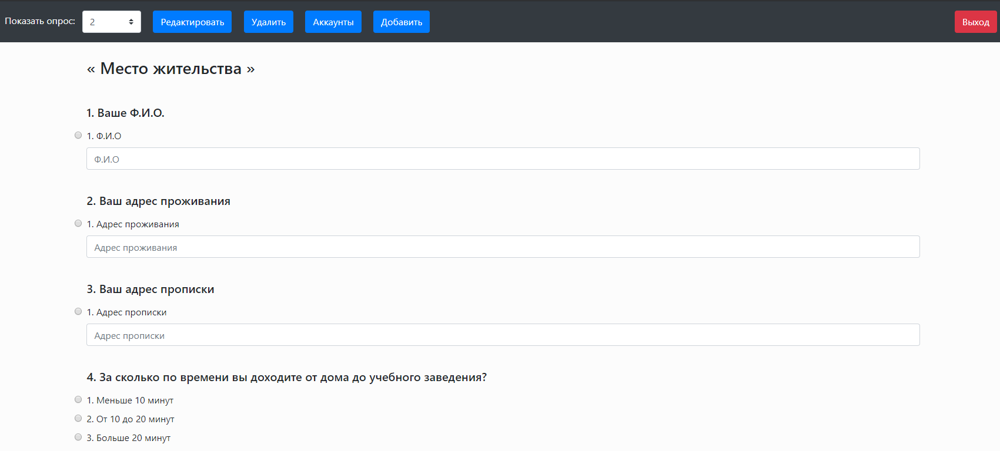 Показать опрос: 2 Редактировать Удалить Аккаунты Добавить Выход
« Место жительства »
1. Ваше Ф.И.О.
1. Ф.И.О
Ф.И.О
2. Ваш адрес проживания
1. Адрес проживания
Адрес проживания
3. Ваш адрес прописки
1. Адрес прописки
Адрес прописки
4. За сколько по времени вы доходите от дома до учебного заведения?
1. Меньше 10 минут
2. От 10 до 20 минут
3. Больше 20 минут